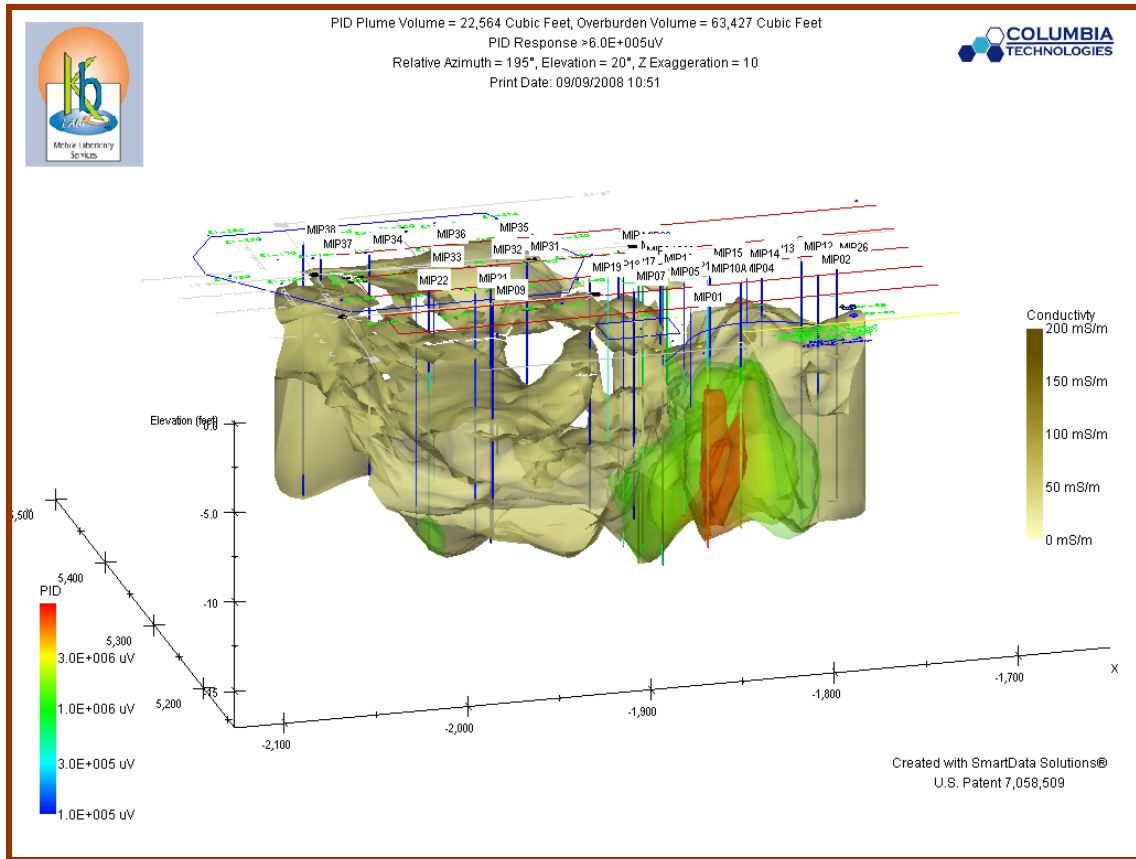 PID Plume Volume = 22,564 Cubic Feet, Overburden Volume = 63,427 Cubic Feet
PID Response >6.0E+005uV
Relative Azimuth = 195°, Elevation = 20°, Z Exaggeration = 10
Print Date: 09/09/2008 10:51
COLUMBIA
TECHNOLOGIES
Kb
LABS
Mobile Laboratory
Services
MIP38
MIP37
MIP34
MIP36
MIP35
MIP33
MIP32
MIP31
MIP22
MIP21
MIP09
MIP19
MIP07
MIP05
MIP15
MIP14
MIP26
MIP10A
MIP04
MIP02
MIP01
Conductivty
200 mS/m
150 mS/m
100 mS/m
50 mS/m
0 mS/m
Elevation (feet)
0.0
-5.0
-10
-15
5,500
5,400
5,300
5,200
PID
3.0E+006 uV
1.0E+006 uV
3.0E+005 uV
1.0E+005 uV
-2,100
-2,000
-1,900
-1,800
-1,700
X
Created with SmartData Solutions®
U.S. Patent 7,058,509